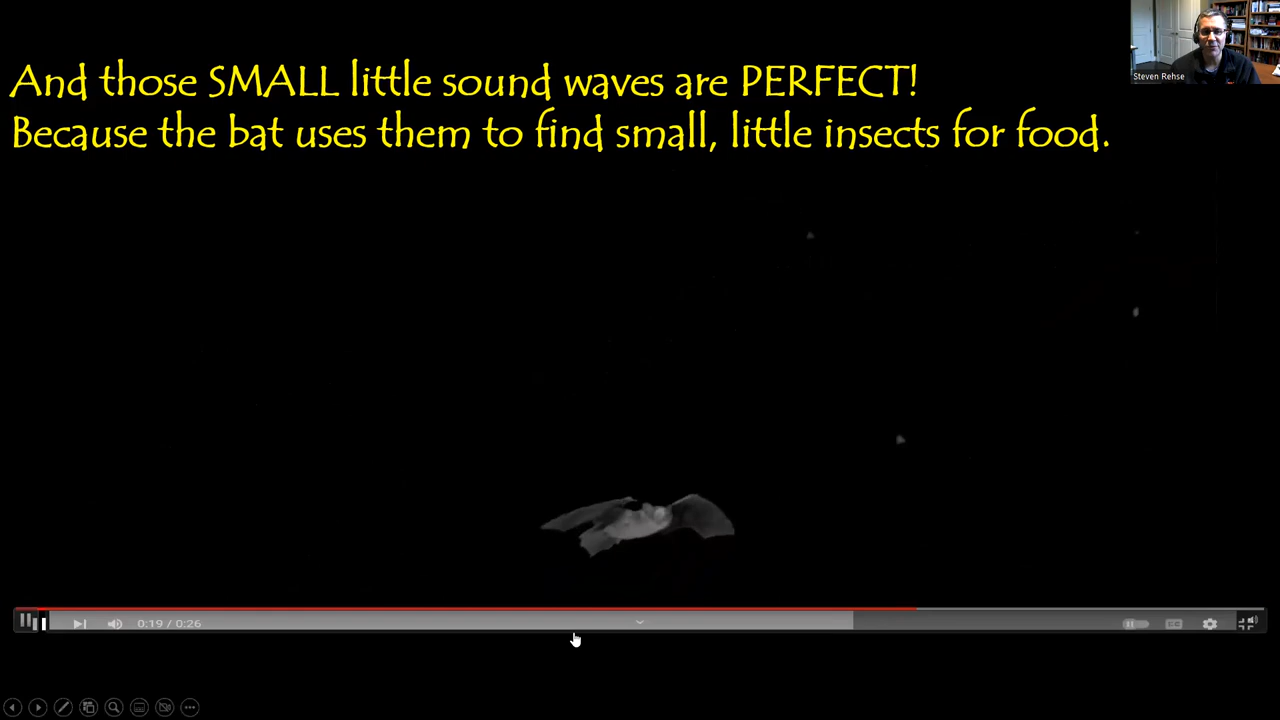 And those SMALL little sound waves are PERFECT!
Because the bat uses them to find small, little insects for food.
Steven Rehse
0:19 / 0:26
CC